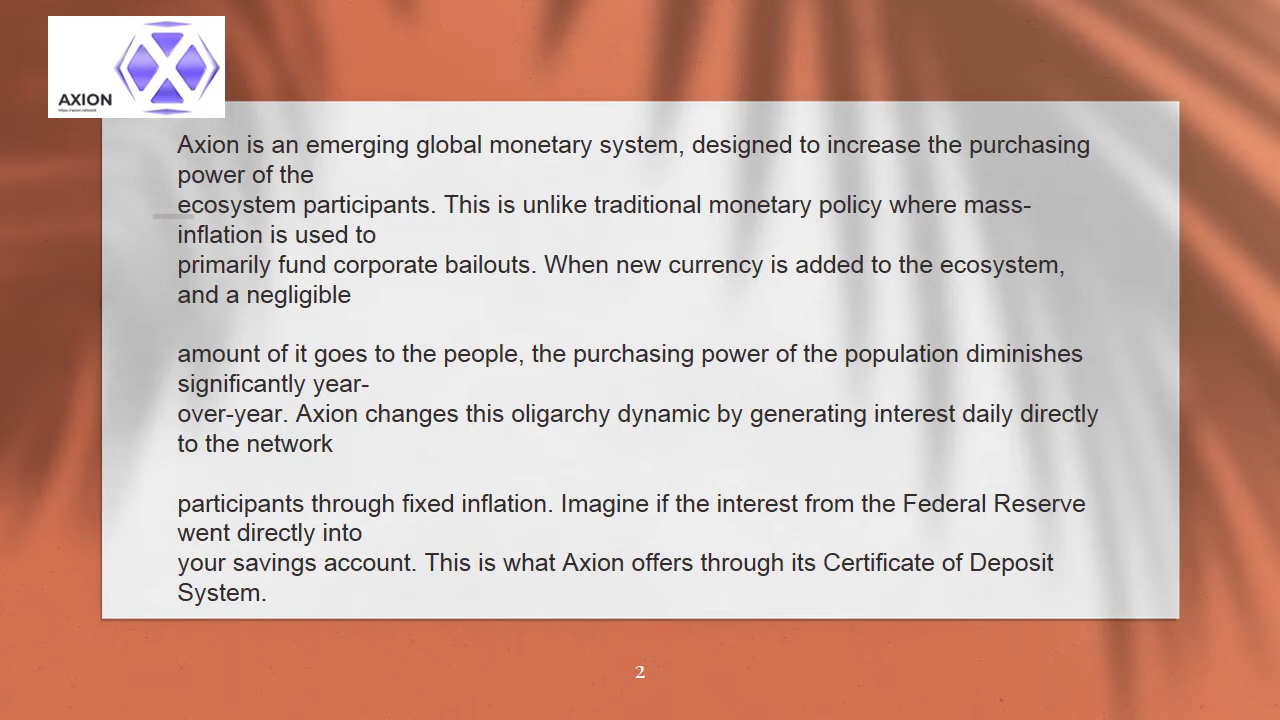 AXION
https://axion.network
Axion is an emerging global monetary system, designed to increase the purchasing
power of the
ecosystem participants. This is unlike traditional monetary policy where mass-
inflation is used to
primarily fund corporate bailouts. When new currency is added to the ecosystem,
and a negligible
amount of it goes to the people, the purchasing power of the population diminishes
significantly year-
over-year. Axion changes this oligarchy dynamic by generating interest daily directly
to the network
participants through fixed inflation. Imagine if the interest from the Federal Reserve
went directly into
your savings account. This is what Axion offers through its Certificate of Deposit
System.
2